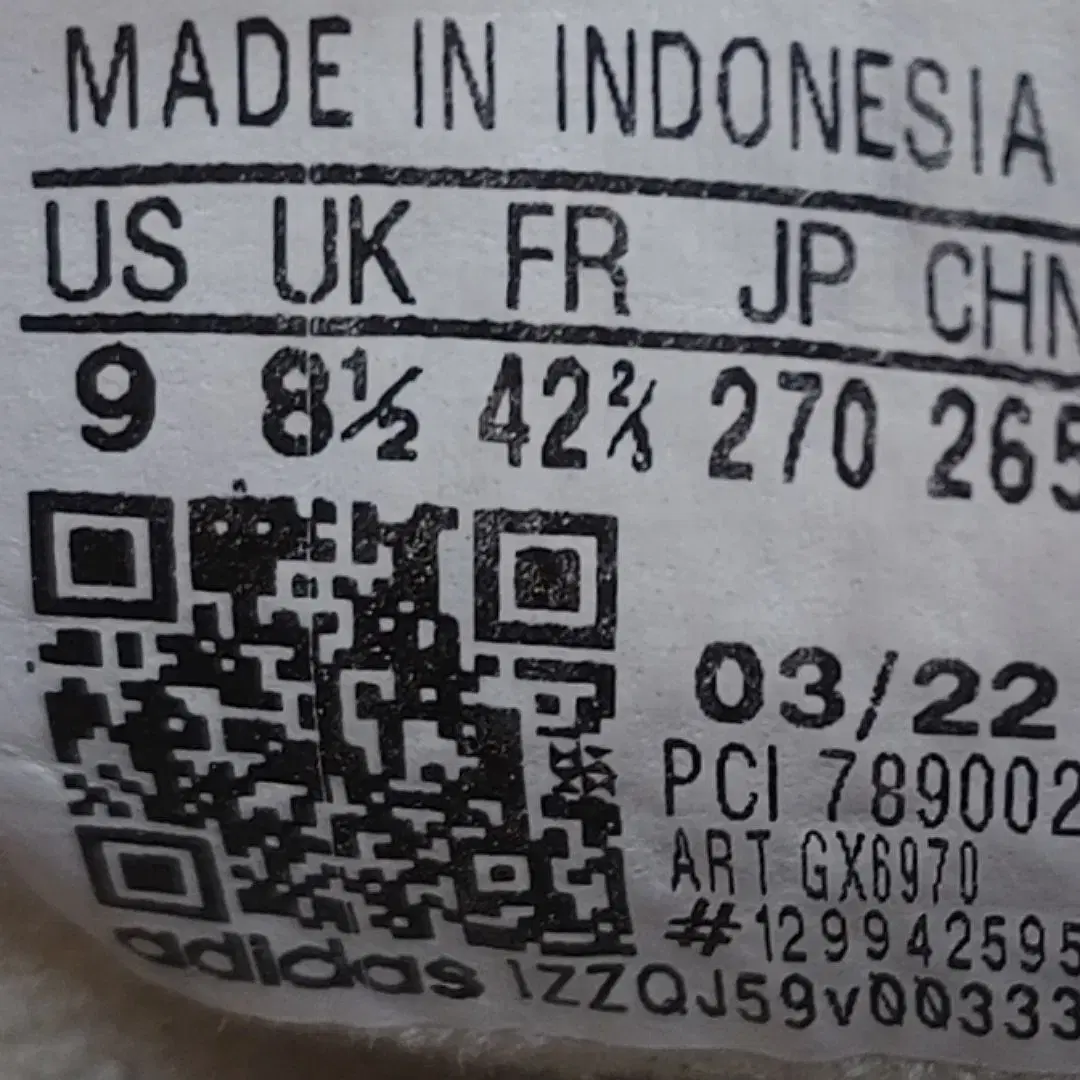 MADE IN INDONESIA
US UK FR JP CHN
9 8½ 42⅔ 270 265
03/22
PCI 789002
ART GX6970
#129942595
adidas 1ZZQJ59v00333